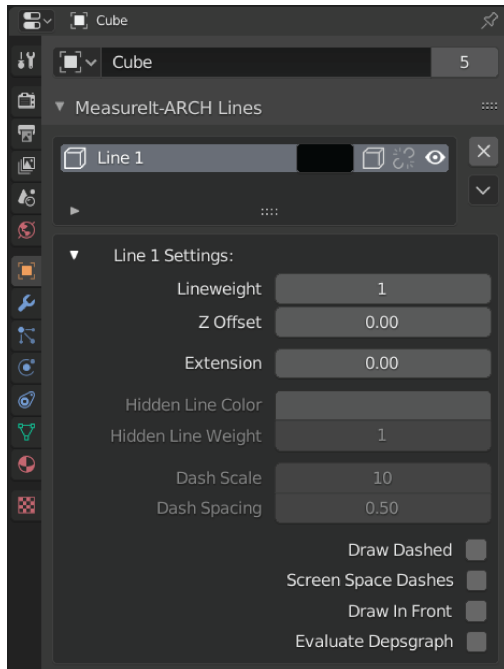 Cube
Cube 5
MeasureIt-ARCH Lines
Line 1
Line 1 Settings:
Lineweight 1
Z Offset 0.00
Extension 0.00
Hidden Line Color
Hidden Line Weight 1
Dash Scale 10
Dash Spacing 0.50
Draw Dashed
Screen Space Dashes
Draw In Front
Evaluate Depsgraph